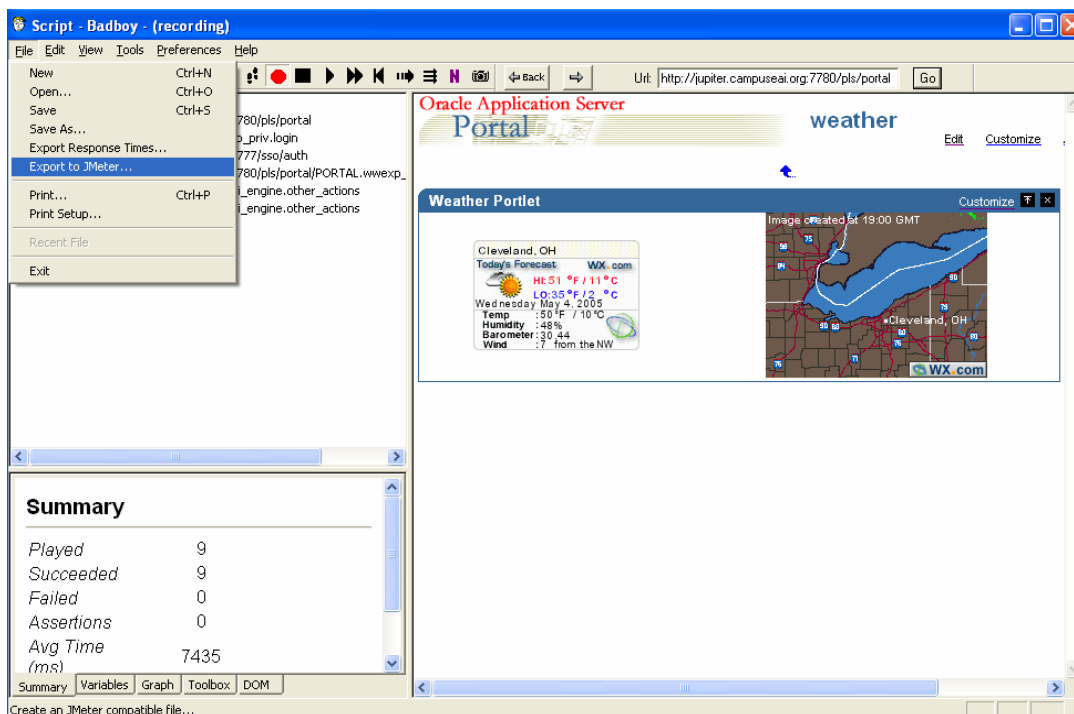 Script - Badboy - (recording)
File Edit View Tools Preferences Help
New Ctrl+N
Open... Ctrl+O
Save Ctrl+S
Save As...
Export Response Times...
Export to JMeter...
Print... Ctrl+P
Print Setup...
Recent File
Exit
N Back Url: http://jupiter.campuseai.org:7780/pls/portal Go
780/pls/portal
_priv.login
777/sso/auth
780/pls/portal/PORTAL.wwexp_
i_engine.other_actions
i_engine.other_actions
Oracle Application Server
Portal
weather
Edit Customize
Weather Portlet Customize
Cleveland, OH
Today's Forecast WX.com
HI:51 °F / 11°C
LO:35°F / 2 °C
Wednesday May 4, 2005
Temp :50°F / 10°C
Humidity :48%
Barometer:30.44
Wind :7 from the NW
Image created at 19:00 GMT
Cleveland, OH
WX.com
Summary
Played 9
Succeeded 9
Failed 0
Assertions 0
Avg Time (ms) 7435
Summary Variables Graph Toolbox DOM
Create an JMeter compatible file...